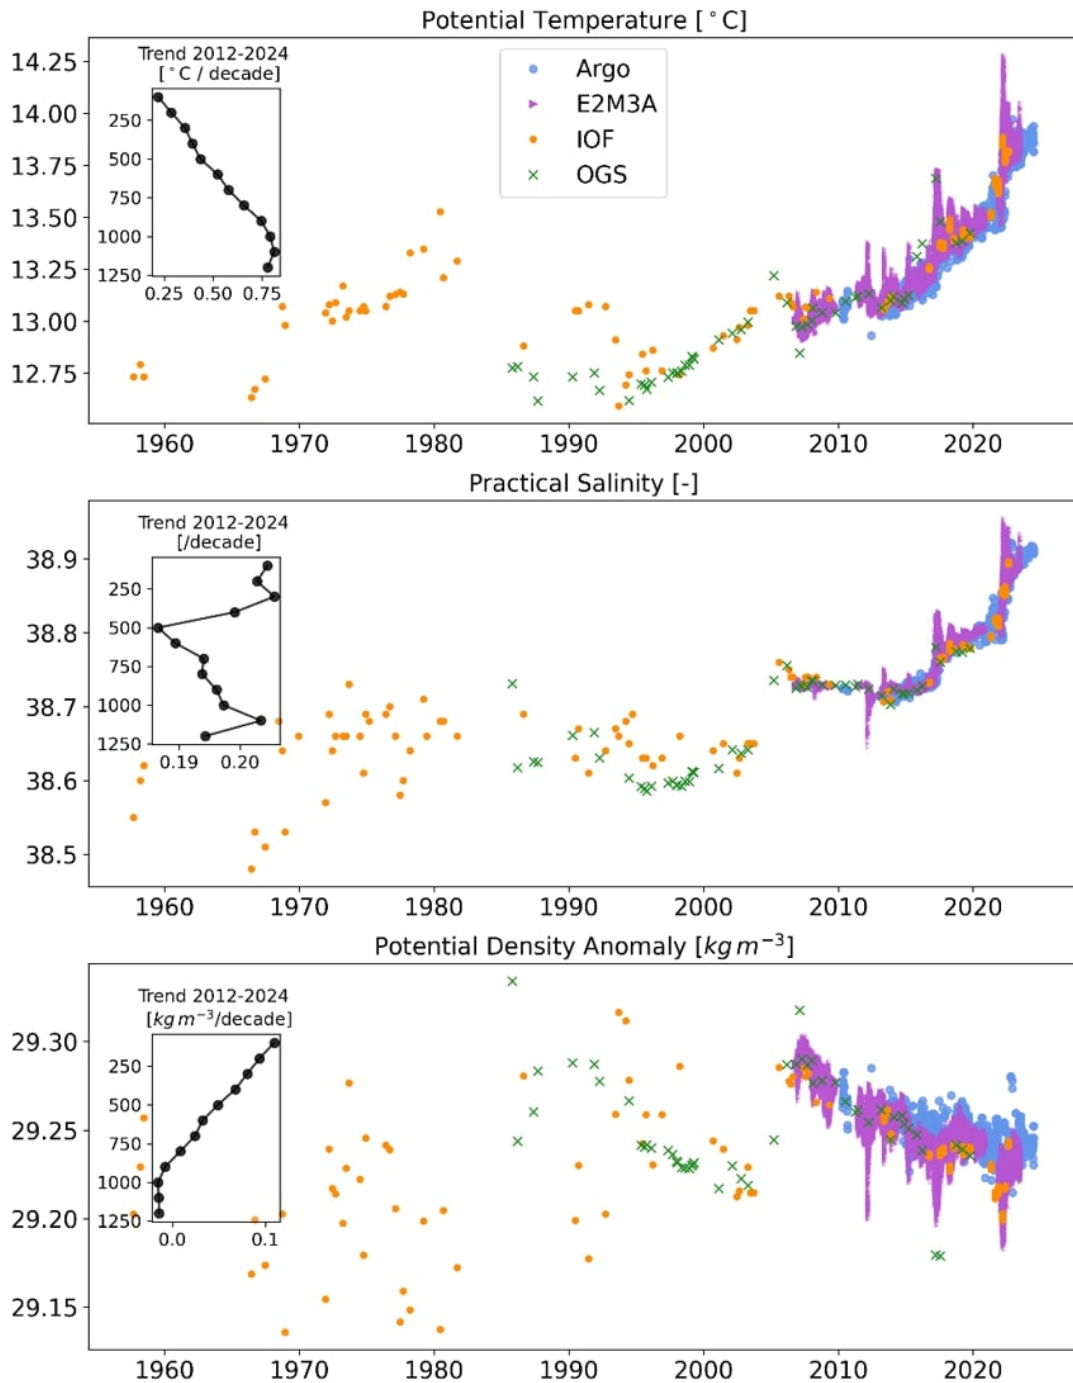 Potential Temperature [°C]
14.25
14.00
13.75
13.50
13.25
13.00
12.75
Trend 2012-2024
[°C / decade]
250
500
750
1000
1250
0.25 0.50 0.75
Argo
E2M3A
IOF
OGS
1960 1970 1980 1990 2000 2010 2020
Practical Salinity [-]
38.9
38.8
38.7
38.6
38.5
Trend 2012-2024
[/decade]
250
500
750
1000
1250
0.19 0.20
1960 1970 1980 1990 2000 2010 2020
Potential Density Anomaly [kg m⁻³]
29.30
29.25
29.20
29.15
Trend 2012-2024
[kg m⁻³/decade]
250
500
750
1000
1250
0.0 0.1
1960 1970 1980 1990 2000 2010 2020